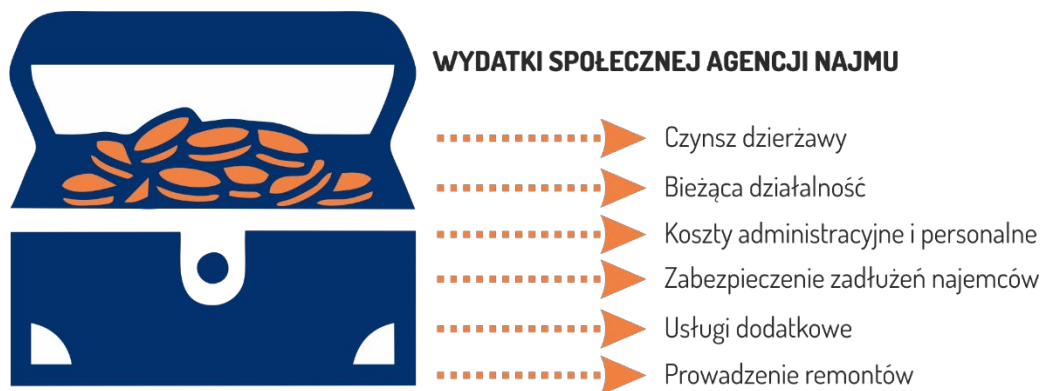 WYDATKI SPOŁECZNEJ AGENCJI NAJMU
Czynsz dzierżawy
Bieżąca działalność
Koszty administracyjne i personalne
Zabezpieczenie zadłużeń najemców
Usługi dodatkowe
Prowadzenie remontów